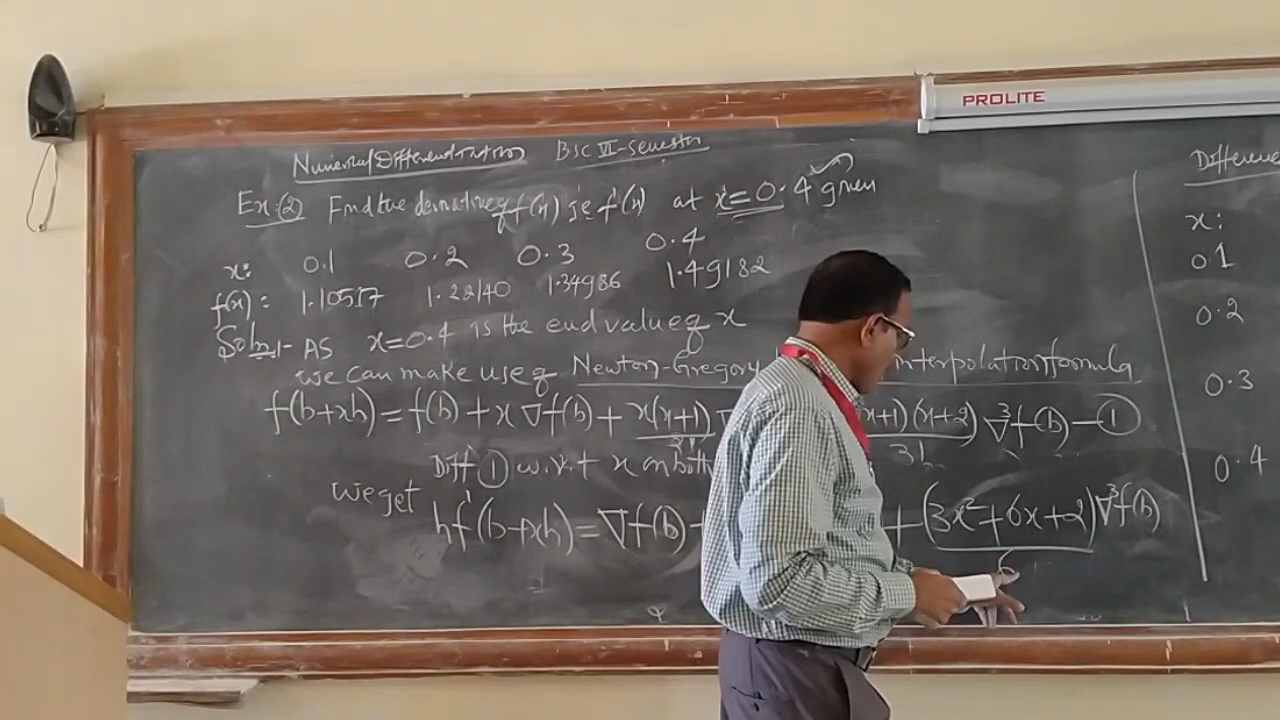 PROLITE
Numerical Differentiation BSC VI-Semester
Ex:(2) Find the derivative of f(x) ie f'(x) at x=0.4 given
x: 0.1 0.2 0.3 0.4
f(x): 1.10517 1.22140 1.34986 1.49182
Soln:- AS x=0.4 is the end value of x
we can make use of Newton-Gregory interpolation formula
f(b+xh) = f(b) + x ∇f(b) + x(x+1)/2! ∇ x+1)(x+2)/3! ∇³f(b) - ①
Diff ① w.r.t x on both
we get
hf'(b+xh) = ∇f(b) + (3x²+6x+2)/6 ∇³f(b)
Difference
x:
0.1
0.2
0.3
0.4